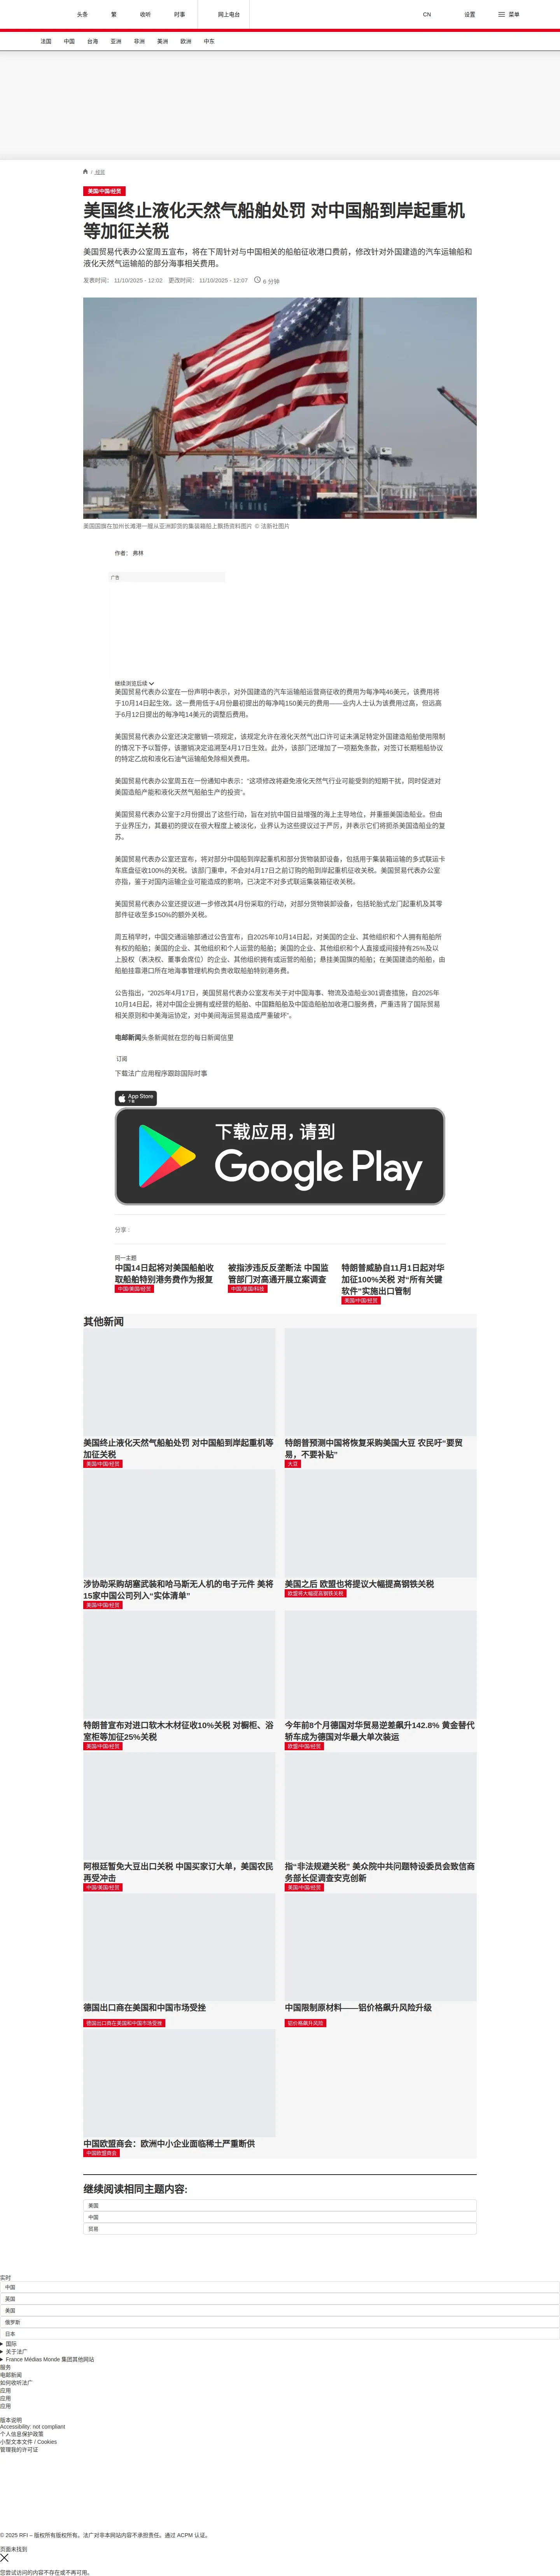 头条
繁
收听
时事
网上电台
CN
设置
菜单
法国
中国
台海
亚洲
非洲
美洲
欧洲
中东
/ 经贸
美国/中国/经贸
美国终止液化天然气船舶处罚 对中国船到岸起重机
等加征关税
美国贸易代表办公室周五宣布，将在下周针对与中国相关的船舶征收港口费前，修改针对外国建造的汽车运输船和
液化天然气运输船的部分海事相关费用。
发表时间： 11/10/2025 - 12:02 更改时间： 11/10/2025 - 12:07 6 分钟
美国国旗在加州长滩港一艘从亚洲卸货的集装箱船上飘扬资料图片 © 法新社图片
作者： 弗林
广告
继续浏览后续
美国贸易代表办公室在一份声明中表示，对外国建造的汽车运输船运营商征收的费用为每净吨46美元，该费用将
于10月14日起生效。这一费用低于4月份最初提出的每净吨150美元的费用——业内人士认为该费用过高，但远高
于6月12日提出的每净吨14美元的调整后费用。
美国贸易代表办公室还决定撤销一项规定，该规定允许在液化天然气出口许可证未满足特定外国建造船舶使用限制
的情况下予以暂停，该撤销决定追溯至4月17日生效。此外，该部门还增加了一项豁免条款，对签订长期租船协议
的特定乙烷和液化石油气运输船免除相关费用。
美国贸易代表办公室周五在一份通知中表示：“这项修改将避免液化天然气行业可能受到的短期干扰，同时促进对
美国造船产能和液化天然气船舶生产的投资”。
美国贸易代表办公室于2月份提出了这些行动，旨在对抗中国日益增强的海上主导地位，并重振美国造船业。但由
于业界压力，其最初的提议在很大程度上被淡化，业界认为这些提议过于严厉，并表示它们将扼杀美国造船业的复
苏。
美国贸易代表办公室还宣布，将对部分中国船到岸起重机和部分货物装卸设备，包括用于集装箱运输的多式联运卡
车底盘征收100%的关税。该部门重申，不会对4月17日之前订购的船到岸起重机征收关税。美国贸易代表办公室
亦指，鉴于对国内运输企业可能造成的影响，已决定不对多式联运集装箱征收关税。
美国贸易代表办公室还提议进一步修改其4月份采取的行动，对部分货物装卸设备，包括轮胎式龙门起重机及其零
部件征收至多150%的额外关税。
周五稍早时，中国交通运输部通过公告宣布，自2025年10月14日起，对美国的企业、其他组织和个人拥有船舶所
有权的船舶；美国的企业、其他组织和个人运营的船舶；美国的企业、其他组织和个人直接或间接持有25%及以
上股权（表决权、董事会席位）的企业、其他组织拥有或运营的船舶；悬挂美国旗的船舶；在美国建造的船舶，由
船舶挂靠港口所在地海事管理机构负责收取船舶特别港务费。
公告指出，“2025年4月17日，美国贸易代表办公室发布关于对中国海事、物流及造船业301调查措施，自2025年
10月14日起，将对中国企业拥有或经营的船舶、中国籍船舶及中国造船舶加收港口服务费，严重违背了国际贸易
相关原则和中美海运协定，对中美间海运贸易造成严重破坏”。
电邮新闻头条新闻就在您的每日新闻信里
订阅
下载法广应用程序跟踪国际时事
App Store
下载
下载应用，请到
Google Play
分享 :
同一主题
中国14日起将对美国船舶收
取船舶特别港务费作为报复
中国/美国/经贸
被指涉违反反垄断法 中国监
管部门对高通开展立案调查
中国/美国/科技
特朗普威胁自11月1日起对华
加征100%关税 对“所有关键
软件”实施出口管制
美国/中国/经贸
其他新闻
美国终止液化天然气船舶处罚 对中国船到岸起重机等
加征关税
美国/中国/经贸
特朗普预测中国将恢复采购美国大豆 农民吁“要贸
易，不要补贴”
大豆
涉协助采购胡塞武装和哈马斯无人机的电子元件 美将
15家中国公司列入“实体清单”
美国/中国/经贸
美国之后 欧盟也将提议大幅提高钢铁关税
欧盟将大幅提高钢铁关税
特朗普宣布对进口软木木材征收10%关税 对橱柜、浴
室柜等加征25%关税
美国/中国/经贸
今年前8个月德国对华贸易逆差飙升142.8% 黄金替代
轿车成为德国对华最大单次装运
欧盟/中国/经贸
阿根廷暂免大豆出口关税 中国买家订大单，美国农民
再受冲击
中国/美国/经贸
指“非法规避关税” 美众院中共问题特设委员会致信商
务部长促调查安克创新
美国/中国/经贸
德国出口商在美国和中国市场受挫
德国出口商在美国和中国市场受挫
中国限制原材料——铝价格飙升风险升级
铝价格飙升风险
中国欧盟商会：欧洲中小企业面临稀土严重断供
中国欧盟商会
继续阅读相同主题内容:
美国
中国
贸易
实时
中国
英国
美国
俄罗斯
日本
国际
关于法广
France Médias Monde 集团其他网站
服务
电邮新闻
如何收听法广
应用
应用
应用
版本说明
Accessibility: not compliant
个人信息保护政策
小型文本文件 / Cookies
管理我的许可证
© 2025 RFI – 版权所有版权所有。法广对非本网站内容不承担责任。通过 ACPM 认证。
页面未找到
您尝试访问的内容不存在或不再可用。